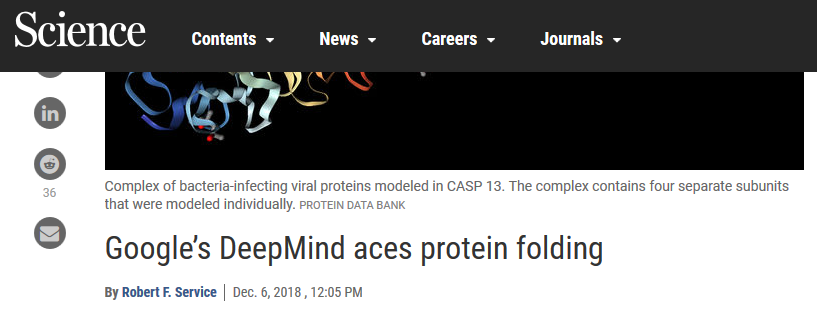 Science
Contents
News
Careers
Journals
in
36
Complex of bacteria-infecting viral proteins modeled in CASP 13. The complex contains four separate subunits
that were modeled individually. PROTEIN DATA BANK
Google’s DeepMind aces protein folding
By Robert F. Service | Dec. 6, 2018 , 12:05 PM